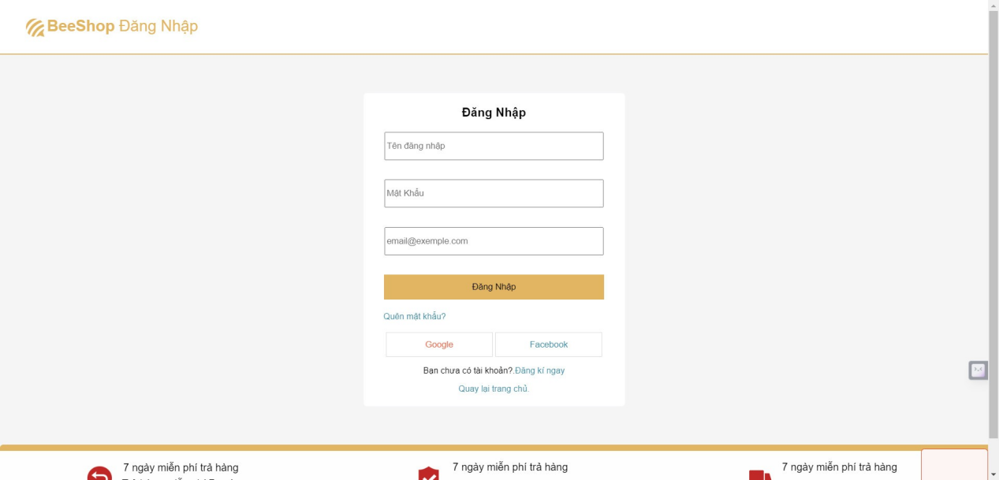 BeeShop Đăng Nhập
Đăng Nhập
Tên đăng nhập
Mật Khẩu
email@exemple.com
Đăng Nhập
Quên mật khẩu?
Google Facebook
Bạn chưa có tài khoản?.Đăng kí ngay
Quay lại trang chủ.
7 ngày miễn phí trả hàng
7 ngày miễn phí trả hàng
7 ngày miễn phí trả hàng